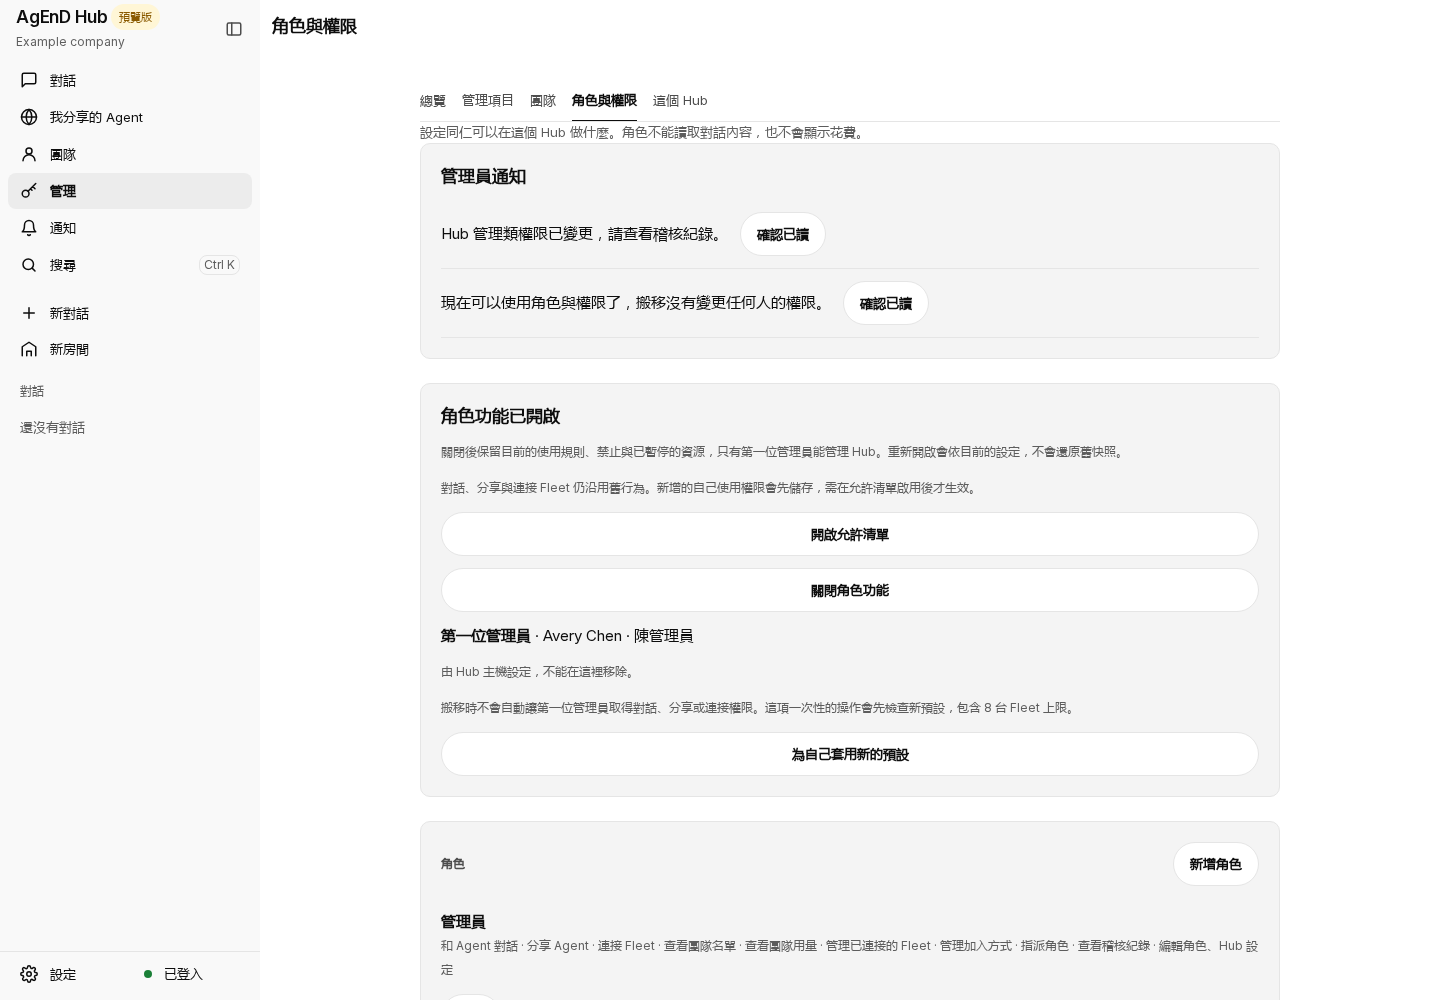 AgEnD Hub 預覽版
Example company
對話
我分享的 Agent
團隊
管理
通知
搜尋 Ctrl K
新對話
新房間
對話
還沒有對話
設定 已登入
角色與權限
總覽 管理項目 團隊 角色與權限 這個 Hub
設定同仁可以在這個 Hub 做什麼。角色不能讀取對話內容，也不會顯示花費。
管理員通知
Hub 管理類權限已變更，請查看稽核紀錄。 確認已讀
現在可以使用角色與權限了，搬移沒有變更任何人的權限。 確認已讀
角色功能已開啟
關閉後保留目前的使用規則、禁止與已暫停的資源，只有第一位管理員能管理 Hub。重新開啟會依目前的設定，不會還原舊快照。
對話、分享與連接 Fleet 仍沿用舊行為。新增的自己使用權限會先儲存，需在允許清單啟用後才生效。
開啟允許清單
關閉角色功能
第一位管理員 · Avery Chen · 陳管理員
由 Hub 主機設定，不能在這裡移除。
搬移時不會自動讓第一位管理員取得對話、分享或連接權限。這項一次性的操作會先檢查新預設，包含 8 台 Fleet 上限。
為自己套用新的預設
角色 新增角色
管理員
和 Agent 對話 · 分享 Agent · 連接 Fleet · 查看團隊名單 · 查看團隊用量 · 管理已連接的 Fleet · 管理加入方式 · 指派角色 · 查看稽核紀錄 · 編輯角色、Hub 設
定